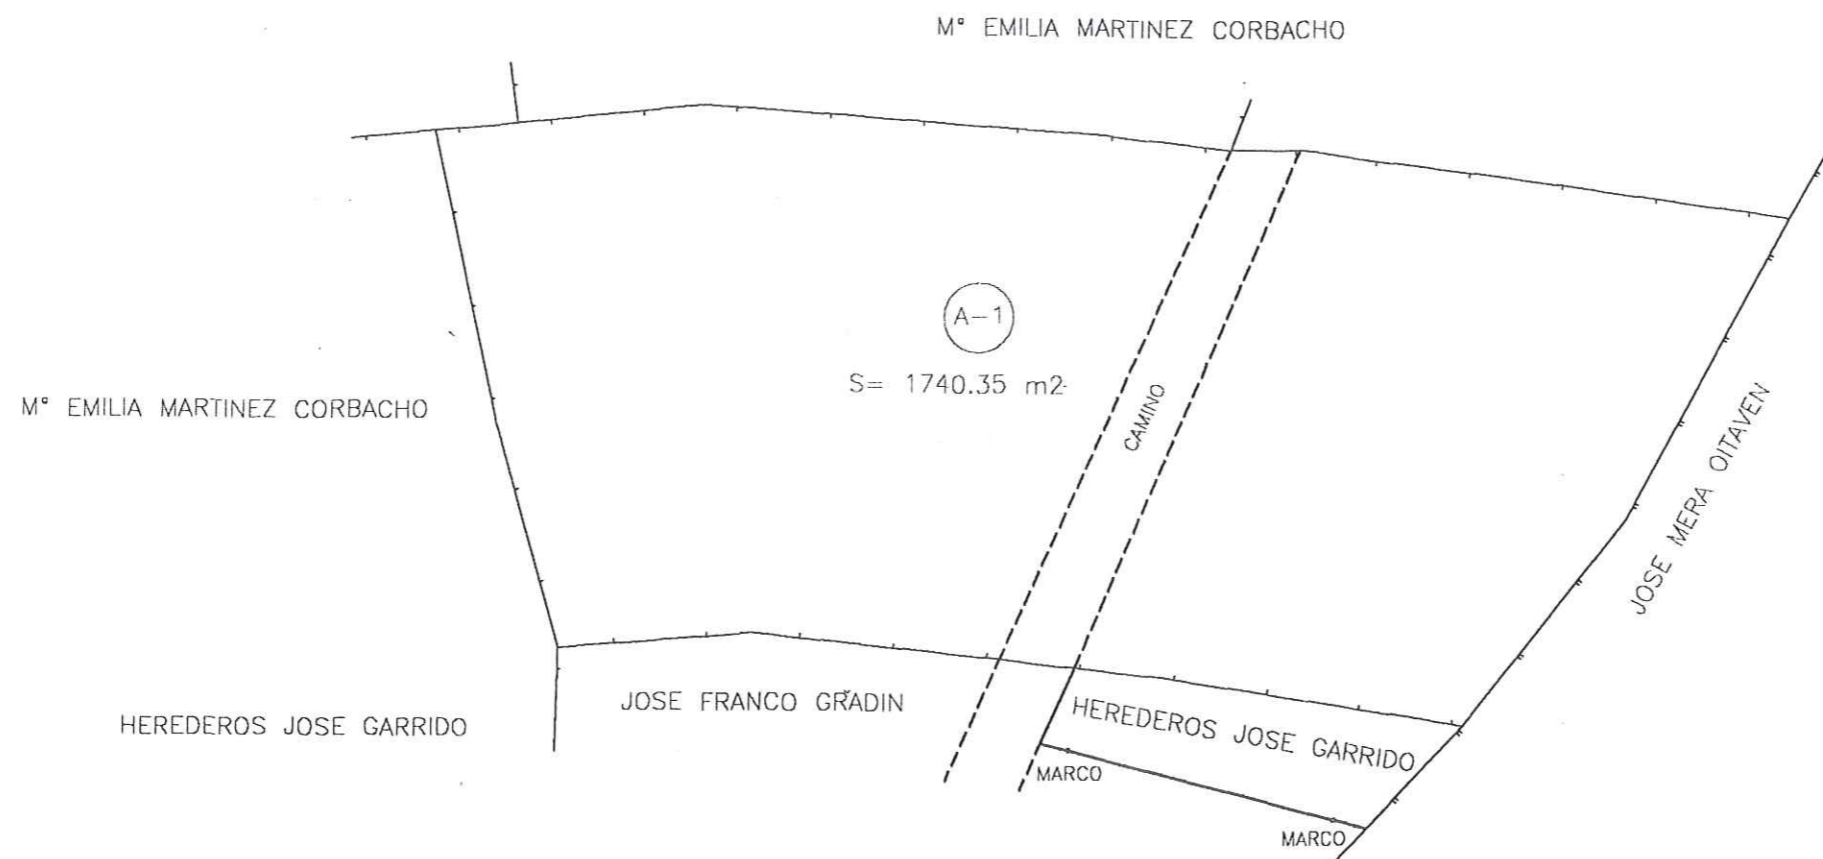 Mª EMILIA MARTINEZ CORBACHO
A-1
S= 1740.35 m2
CAMINO
Mª EMILIA MARTINEZ CORBACHO
JOSE MERA OITAVEN
JOSE FRANCO GRADIN
HEREDEROS JOSE GARRIDO
HEREDEROS JOSE GARRIDO
MARCO
MARCO